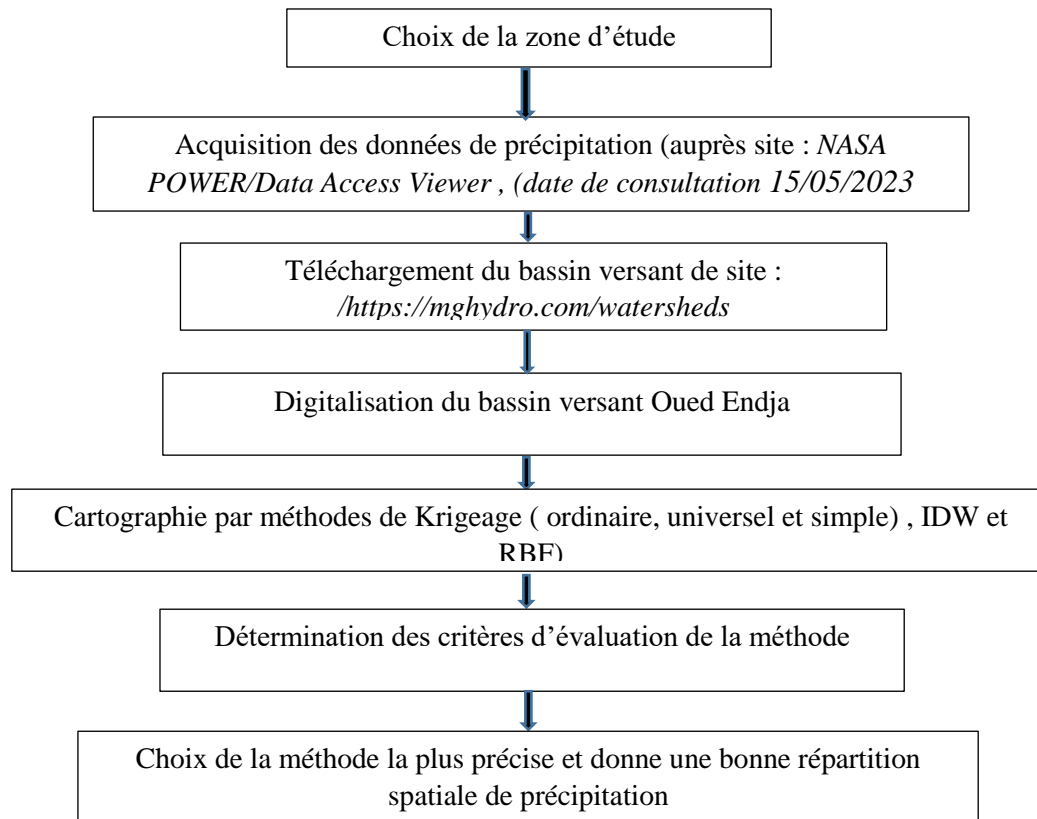 Choix de la zone d’étude
Acquisition des données de précipitation (auprès site : NASA
POWER/Data Access Viewer , (date de consultation 15/05/2023
Téléchargement du bassin versant de site :
/https://mghydro.com/watersheds
Digitalisation du bassin versant Oued Endja
Cartographie par méthodes de Krigeage ( ordinaire, universel et simple) , IDW et
RBF)
Détermination des critères d’évaluation de la méthode
Choix de la méthode la plus précise et donne une bonne répartition
spatiale de précipitation